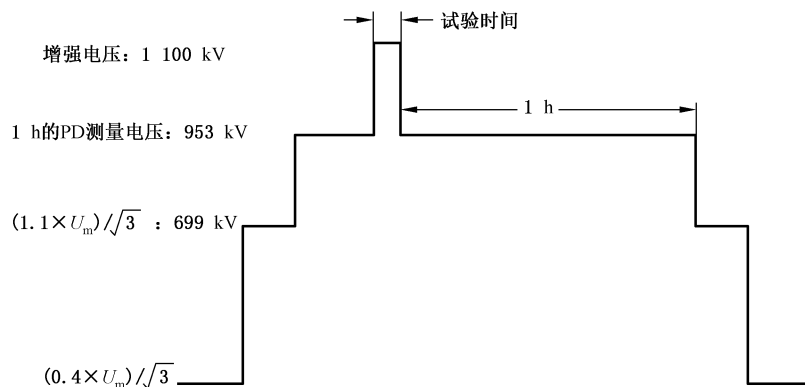 试验时间
增强电压：1 100 kV
1 h
1 h的PD测量电压：953 kV
(1.1×Um)/√3 ：699 kV
(0.4×Um)/√3